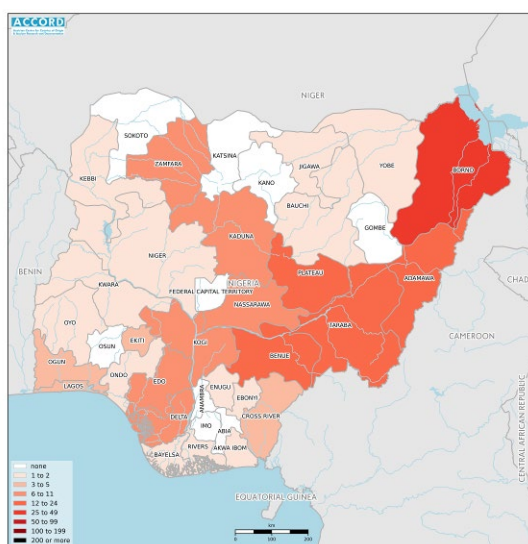 ACCORD
NIGER
SOKOTO
KATSINA
ZAMFARA
KANO
JIGAWA
YOBE
BORNO
KEBBI
BAUCHI
GOMBE
KADUNA
NIGER
BENIN
PLATEAU
ADAMAWA
CHAD
KWARA
FEDERAL CAPITAL TERRITORY
NIGERIA
NASSARAWA
OYO
TARABA
CAMEROON
OSUN
EKITI
KOGI
BENUE
OGUN
ONDO
EDO
ENUGU
EBONYI
LAGOS
ANAMBRA
CROSS RIVER
DELTA
IMO
ABIA
BAYELSA
RIVERS
AKWA IBOM
CENTRAL AFRICAN REPUBLIC
EQUATORIAL GUINEA
none
1 to 2
3 to 5
6 to 11
12 to 24
25 to 49
50 to 99
100 to 199
200 or more
km
0 100 200